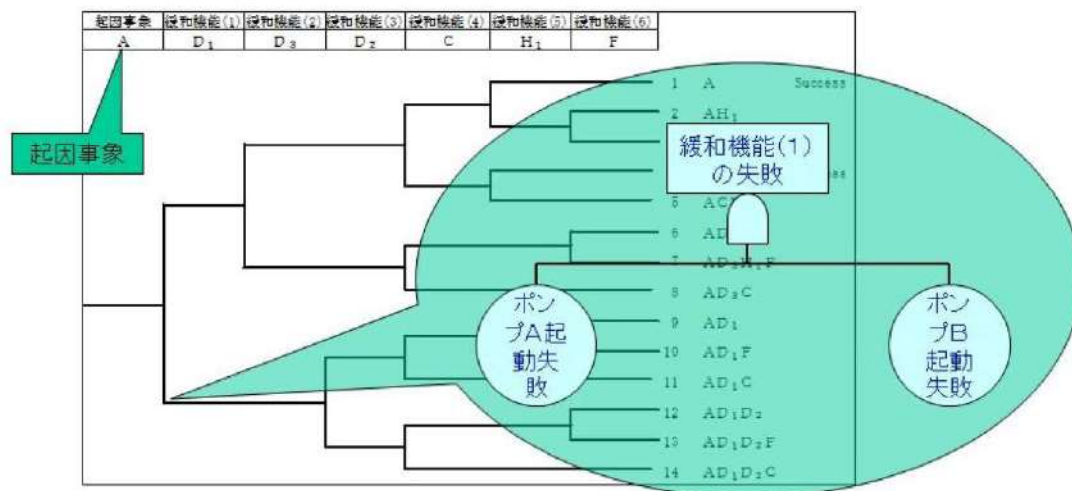 起因事象 緩和機能(1) 緩和機能(2) 緩和機能(3) 緩和機能(4) 緩和機能(5) 緩和機能(6)
A D₁ D₃ D₂ C H₁ F
起因事象
1 A Success
2 AH₁
緩和機能(1)
の失敗
5
6
7 AD₃H₁F
8 AD₃C
9 AD₁
10 AD₁F
11 AD₁C
12 AD₁D₂
13 AD₁D₂F
14 AD₁D₂C
ポン
プA起
動失
敗
ポン
プB
起動
失敗